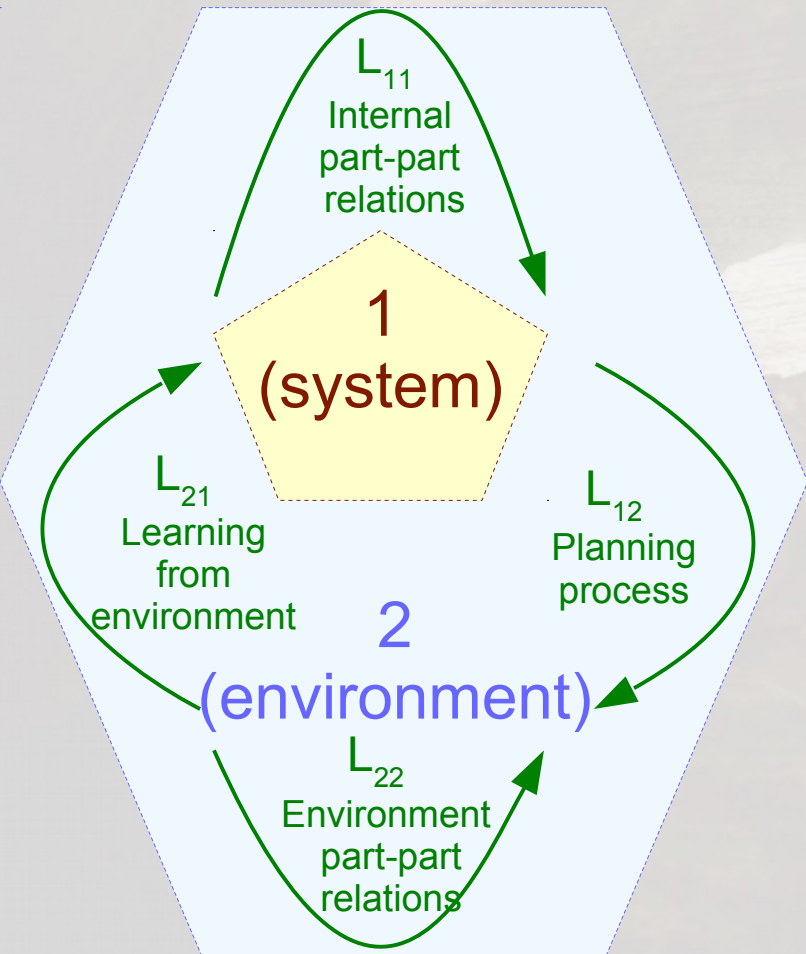 L₁₁
Internal
part-part
relations
1
(system)
L₂₁
Learning
from
environment
L₁₂
Planning
process
2
(environment)
L₂₂
Environment
part-part
relations